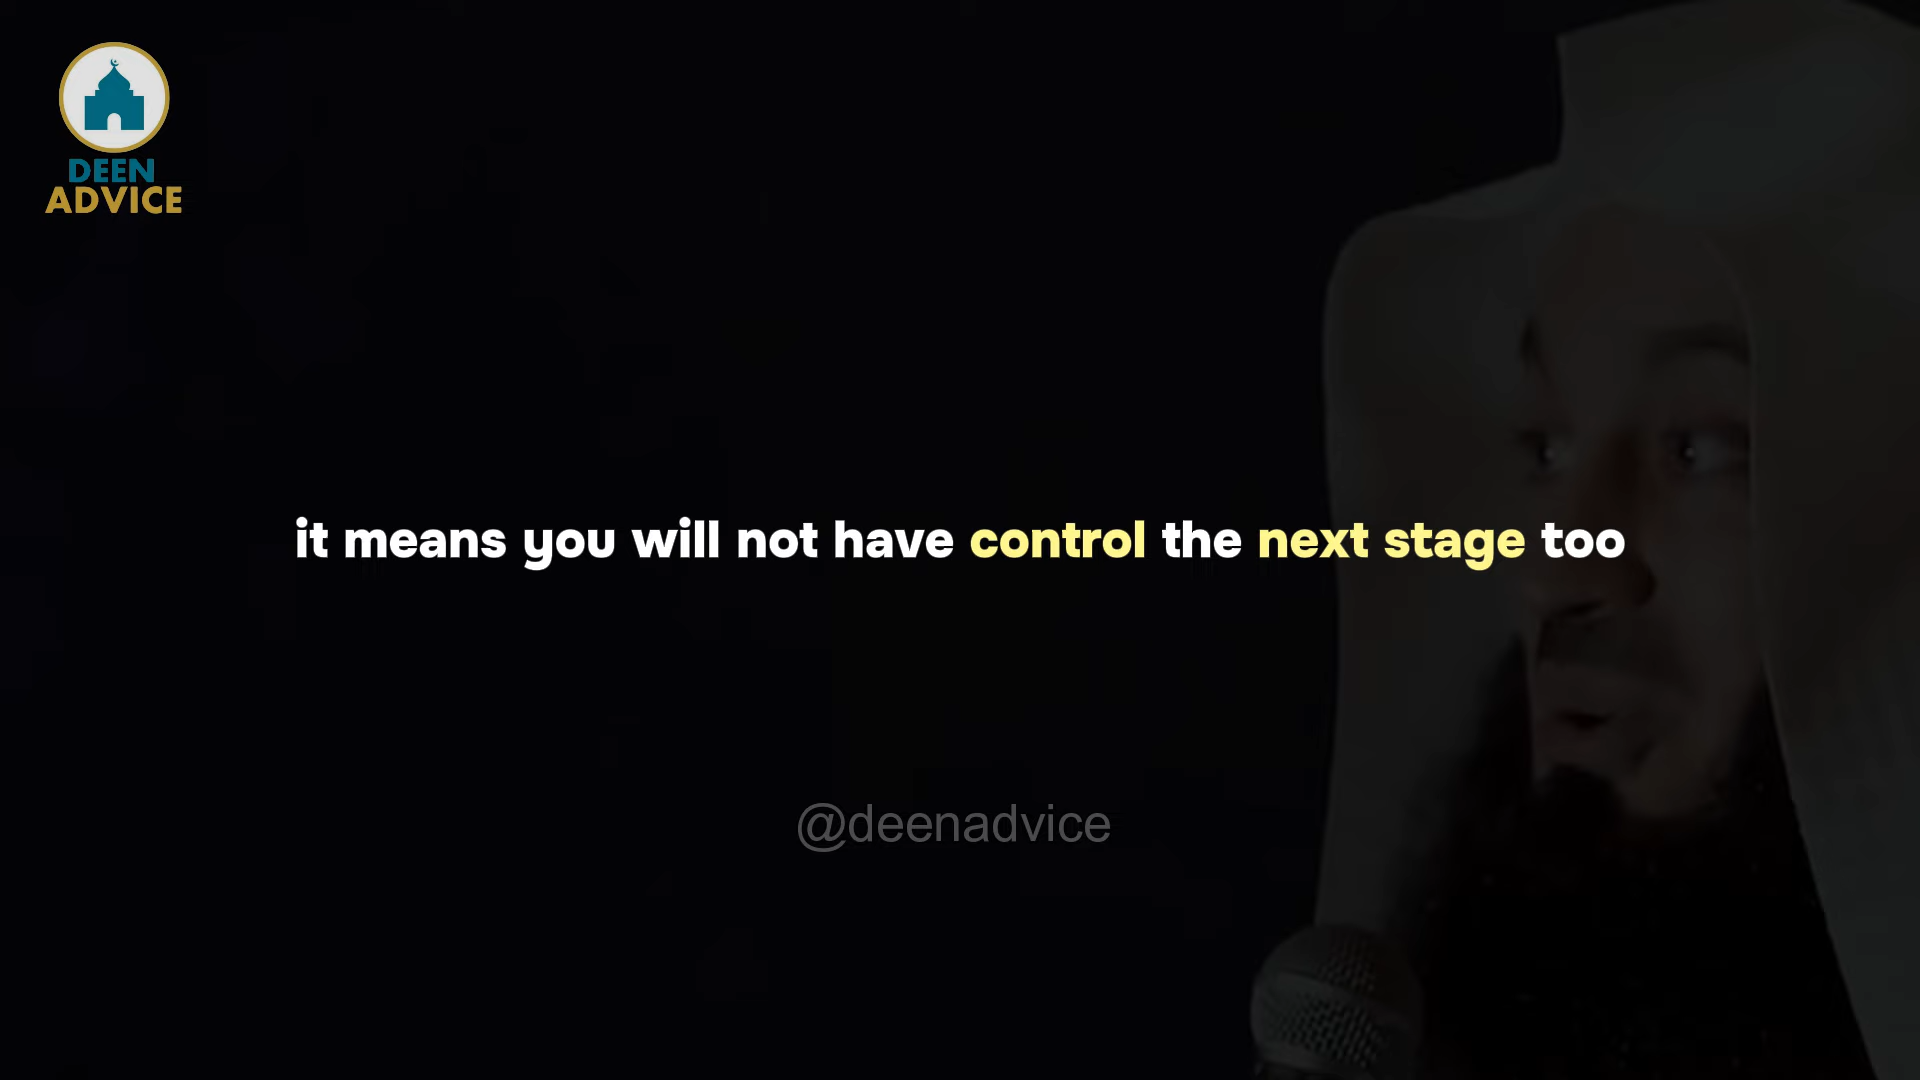 DEEN
ADVICE
it means you will not have control the next stage too
@deenadvice